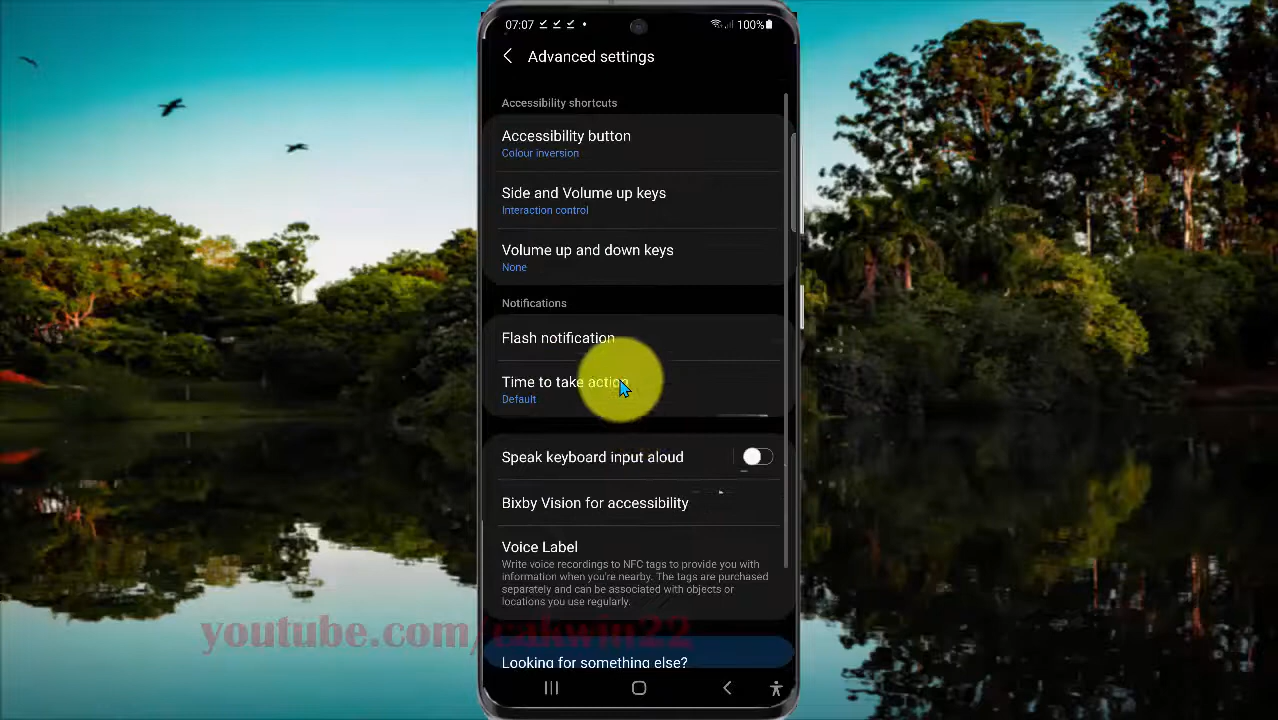 07:07
100%
Advanced settings
Accessibility shortcuts
Accessibility button
Colour inversion
Side and Volume up keys
Interaction control
Volume up and down keys
None
Notifications
Flash notification
Time to take action
Default
Speak keyboard input aloud
Bixby Vision for accessibility
Voice Label
Write voice recordings to NFC tags to provide you with
information when you're nearby. The tags are purchased
separately and can be associated with objects or
locations you use regularly.
youtube.com/cakwin22
Looking for something else?